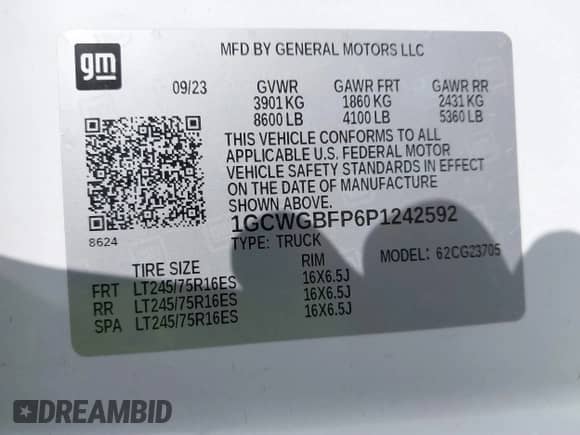 gm
MFD BY GENERAL MOTORS LLC
09/23 GVWR GAWR FRT GAWR RR
3901 KG 1860 KG 2431 KG
8600 LB 4100 LB 5360 LB
THIS VEHICLE CONFORMS TO ALL
APPLICABLE U.S. FEDERAL MOTOR
VEHICLE SAFETY STANDARDS IN EFFECT
ON THE DATE OF MANUFACTURE
SHOWN ABOVE.
8624
1GCWGBFP6P1242592
TYPE: TRUCK MODEL: 62CG23705
TIRE SIZE RIM
FRT LT245/75R16ES 16X6.5J
RR LT245/75R16ES 16X6.5J
SPA LT245/75R16ES 16X6.5J
DREAMBID